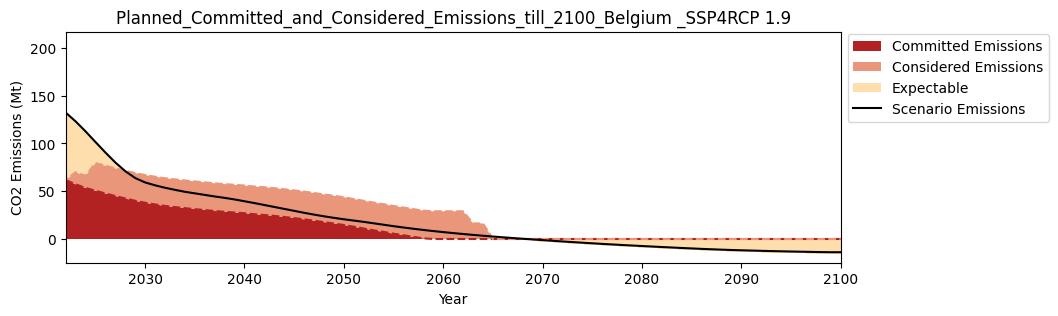 Planned_Committed_and_Considered_Emissions_till_2100_Belgium _SSP4RCP 1.9
CO2 Emissions (Mt)
200
150
100
50
0
2030 2040 2050 2060 2070 2080 2090 2100
Year
Committed Emissions
Considered Emissions
Expectable
Scenario Emissions